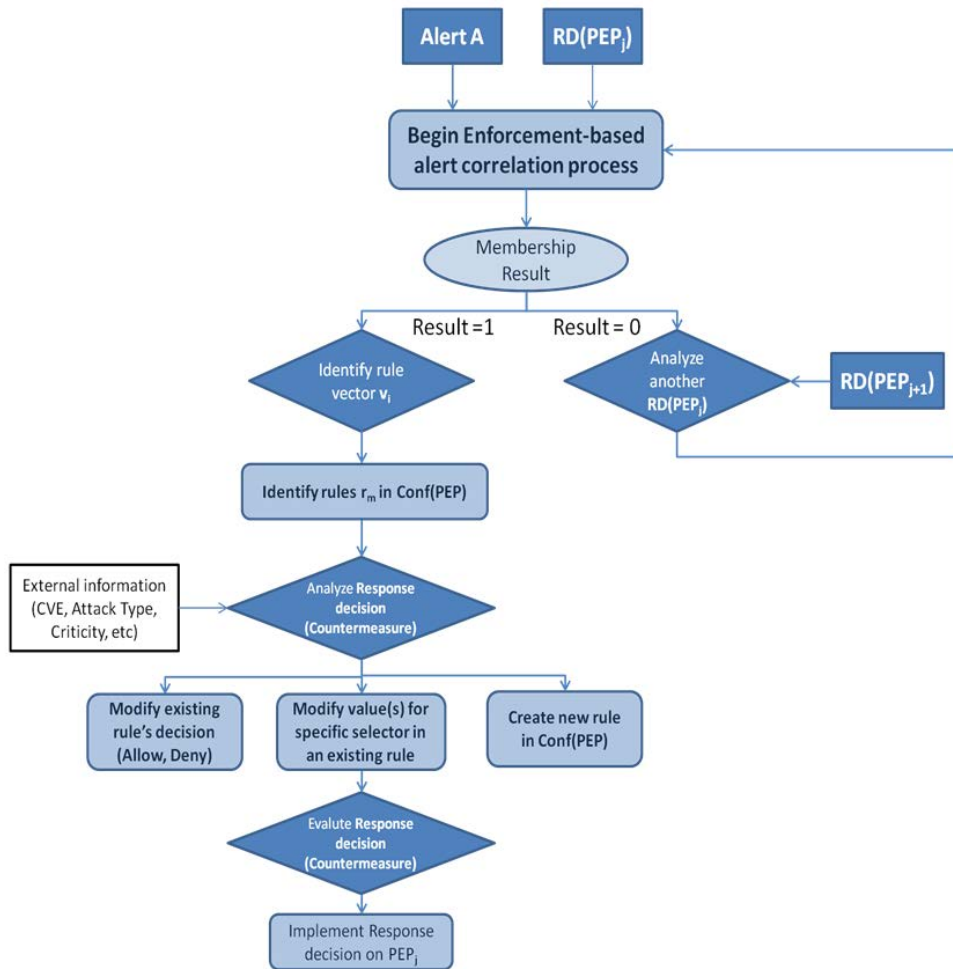 Alert A
RD(PEPj)
Begin Enforcement-based
alert correlation process
Membership
Result
Result =1
Result = 0
Identify rule
vector vi
Analyze
another
RD(PEPj)
RD(PEPj+1)
Identify rules rm in Conf(PEP)
External information
(CVE, Attack Type,
Criticity, etc)
Analyze Response
decision
(Countermeasure)
Modify existing
rule's decision
(Allow, Deny)
Modify value(s) for
specific selector in
an existing rule
Create new rule
in Conf(PEP)
Evalute Response
decision
(Countermeasure)
Implement Response
decision on PEPj